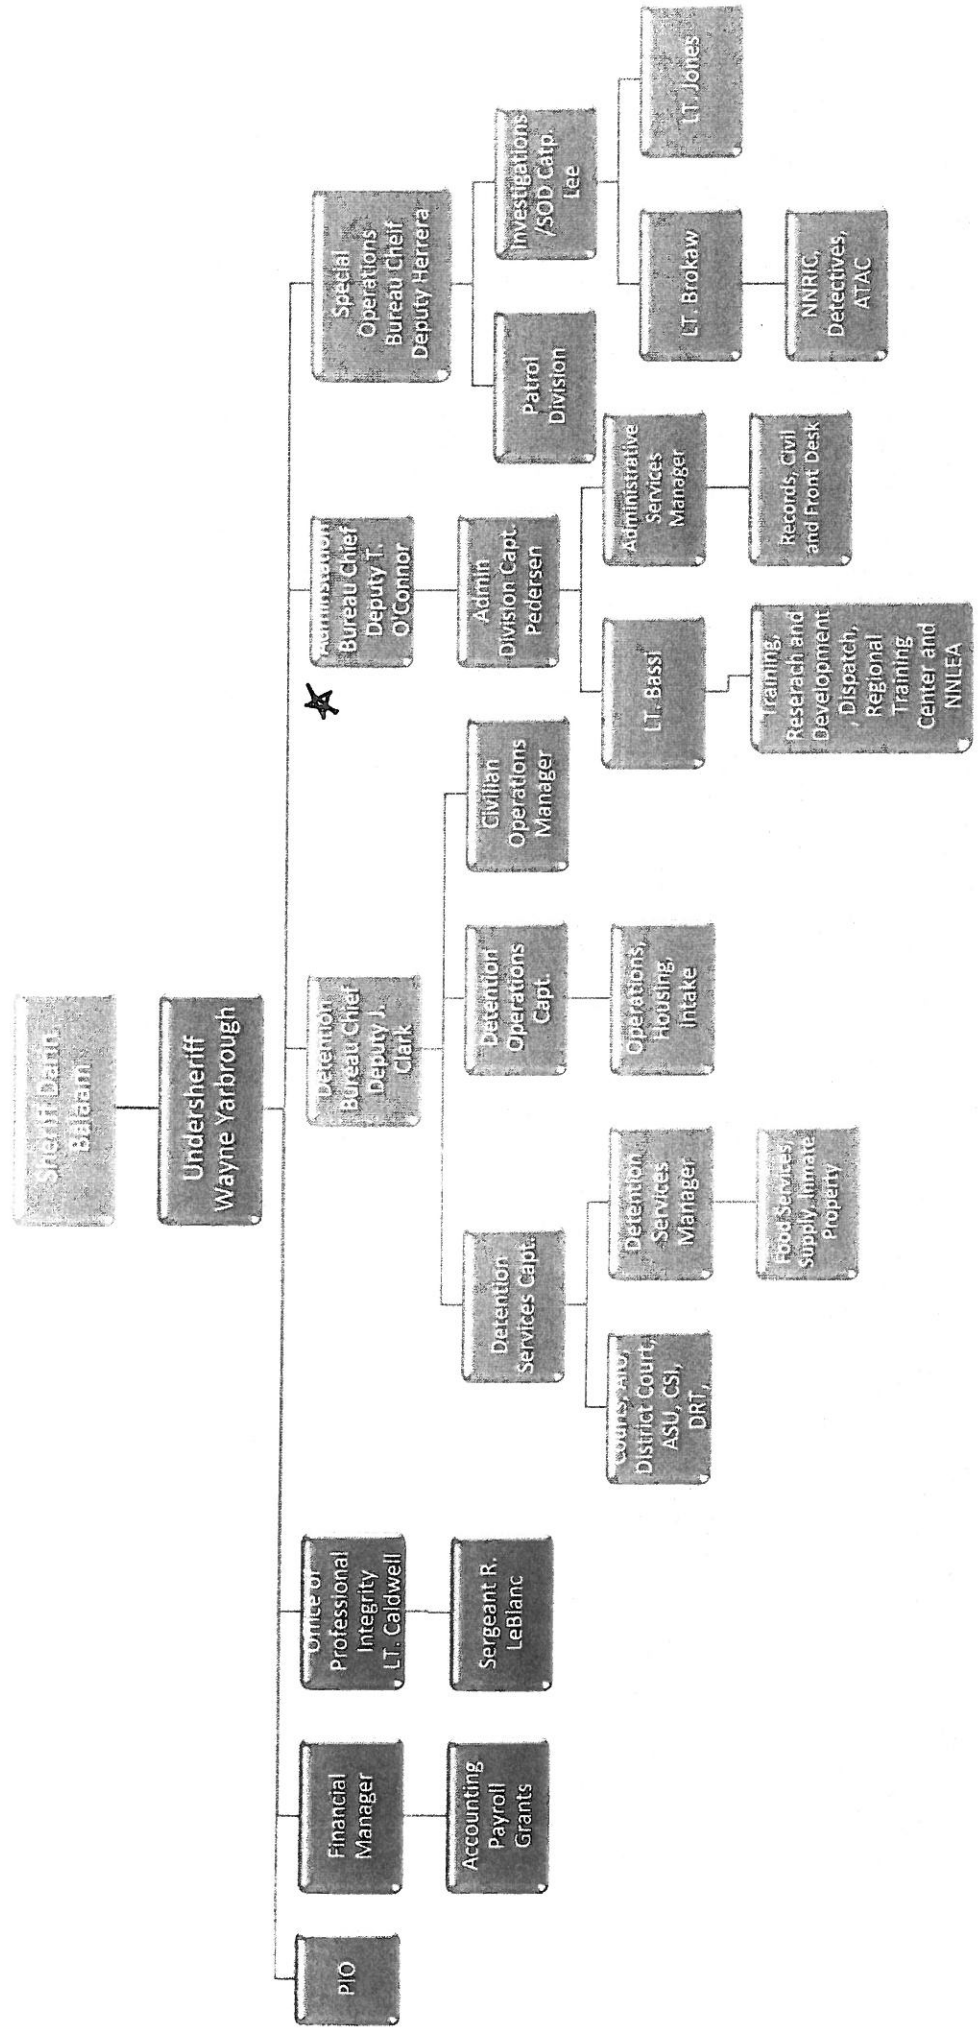 Sheriff Darin
Balaam
Undersheriff
Wayne Yarbrough
PIO
Financial
Manager
Accounting
Payroll
Grants
Office of
Professional
Integrity
LT. Caldwell
Sergeant R.
LeBlanc
Detention
Bureau Chief
Deputy J.
Clark
Detention
Services Capt.
Courts,
District Court,
ASU, CSI,
DRT,
Detention
Services
Manager
Food Services,
Supply, Inmate
Property
Detention
Operations
Capt.
Operations,
Housing,
Intake
Civilian
Operations
Manager
Bureau Chief
Deputy T.
O'Connor
Admin
Division Capt.
Pedersen
LT. Bassi
Training,
Reserach and
Development
, Dispatch,
Regional
Training
Center and
NNLEA
Administrative
Services
Manager
Records, Civil
and Front Desk
Special
Operations
Bureau Cheif
Deputy Herrera
Patrol
Division
Investigations
/SOD Catp.
Lee
LT. Brokaw
NNRIC,
Detectives,
ATAC
LT. Jones